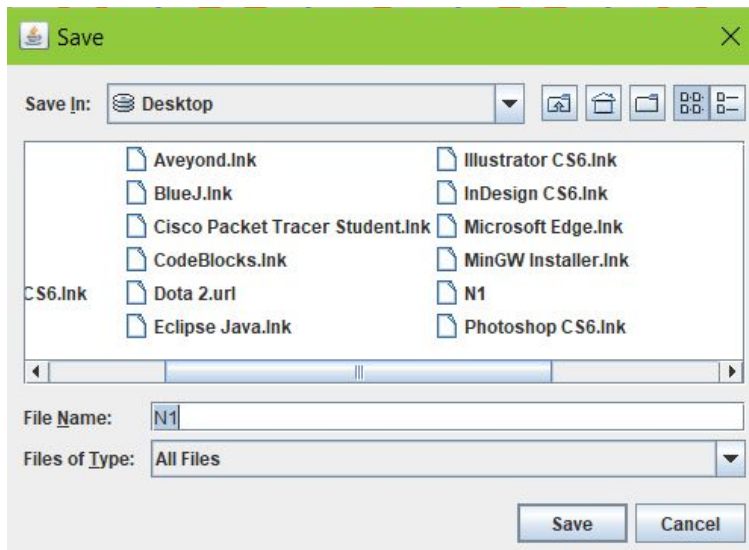 Save
Save In: Desktop
Aveyond.lnk
BlueJ.lnk
Cisco Packet Tracer Student.lnk
CodeBlocks.lnk
CS6.lnk
Dota 2.url
Eclipse Java.lnk
Illustrator CS6.lnk
InDesign CS6.lnk
Microsoft Edge.lnk
MinGW Installer.lnk
N1
Photoshop CS6.lnk
File Name: N1
Files of Type: All Files
Save Cancel